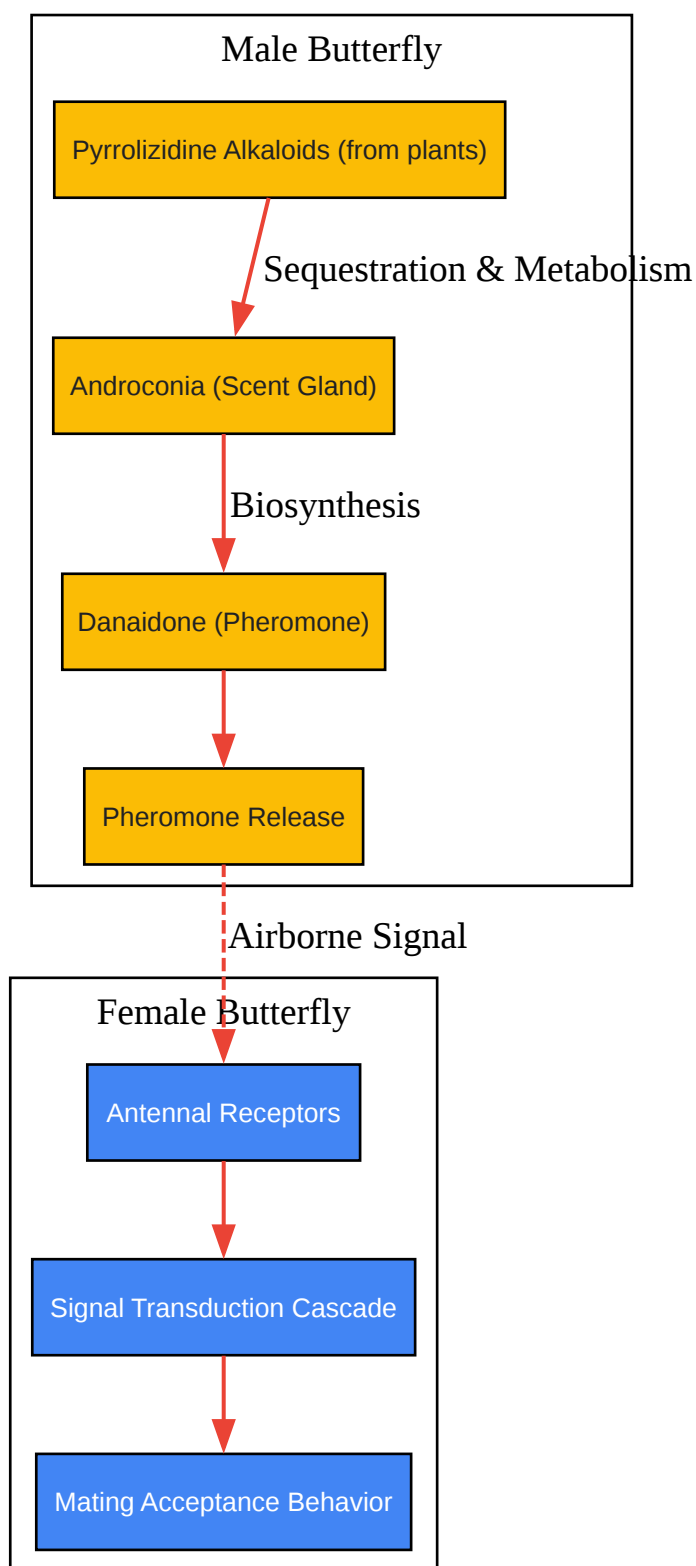 Male Butterfly
Pyrrolizidine Alkaloids (from plants)
Sequestration & Metabolism
Androconia (Scent Gland)
Biosynthesis
Danaidone (Pheromone)
Pheromone Release
Airborne Signal
Female Butterfly
Antennal Receptors
Signal Transduction Cascade
Mating Acceptance Behavior